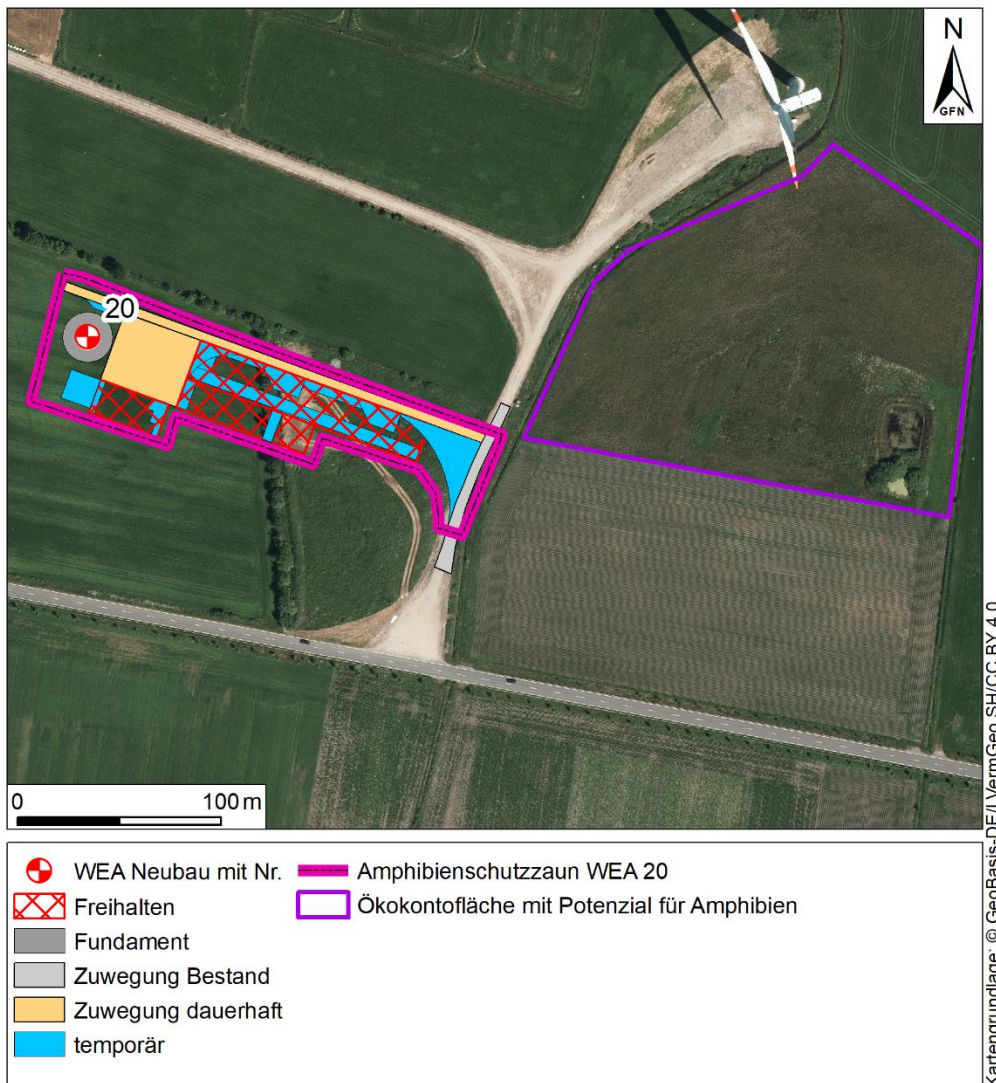 N
GFN
20
0
100 m
WEA Neubau mit Nr.
Freihalten
Fundament
Zuwegung Bestand
Zuwegung dauerhaft
temporär
Amphibienschutzzaun WEA 20
Ökokontofläche mit Potenzial für Amphibien
Kartengrundlage: © GeoBasis-DE/LVermGeo SH/CC BY 4.0